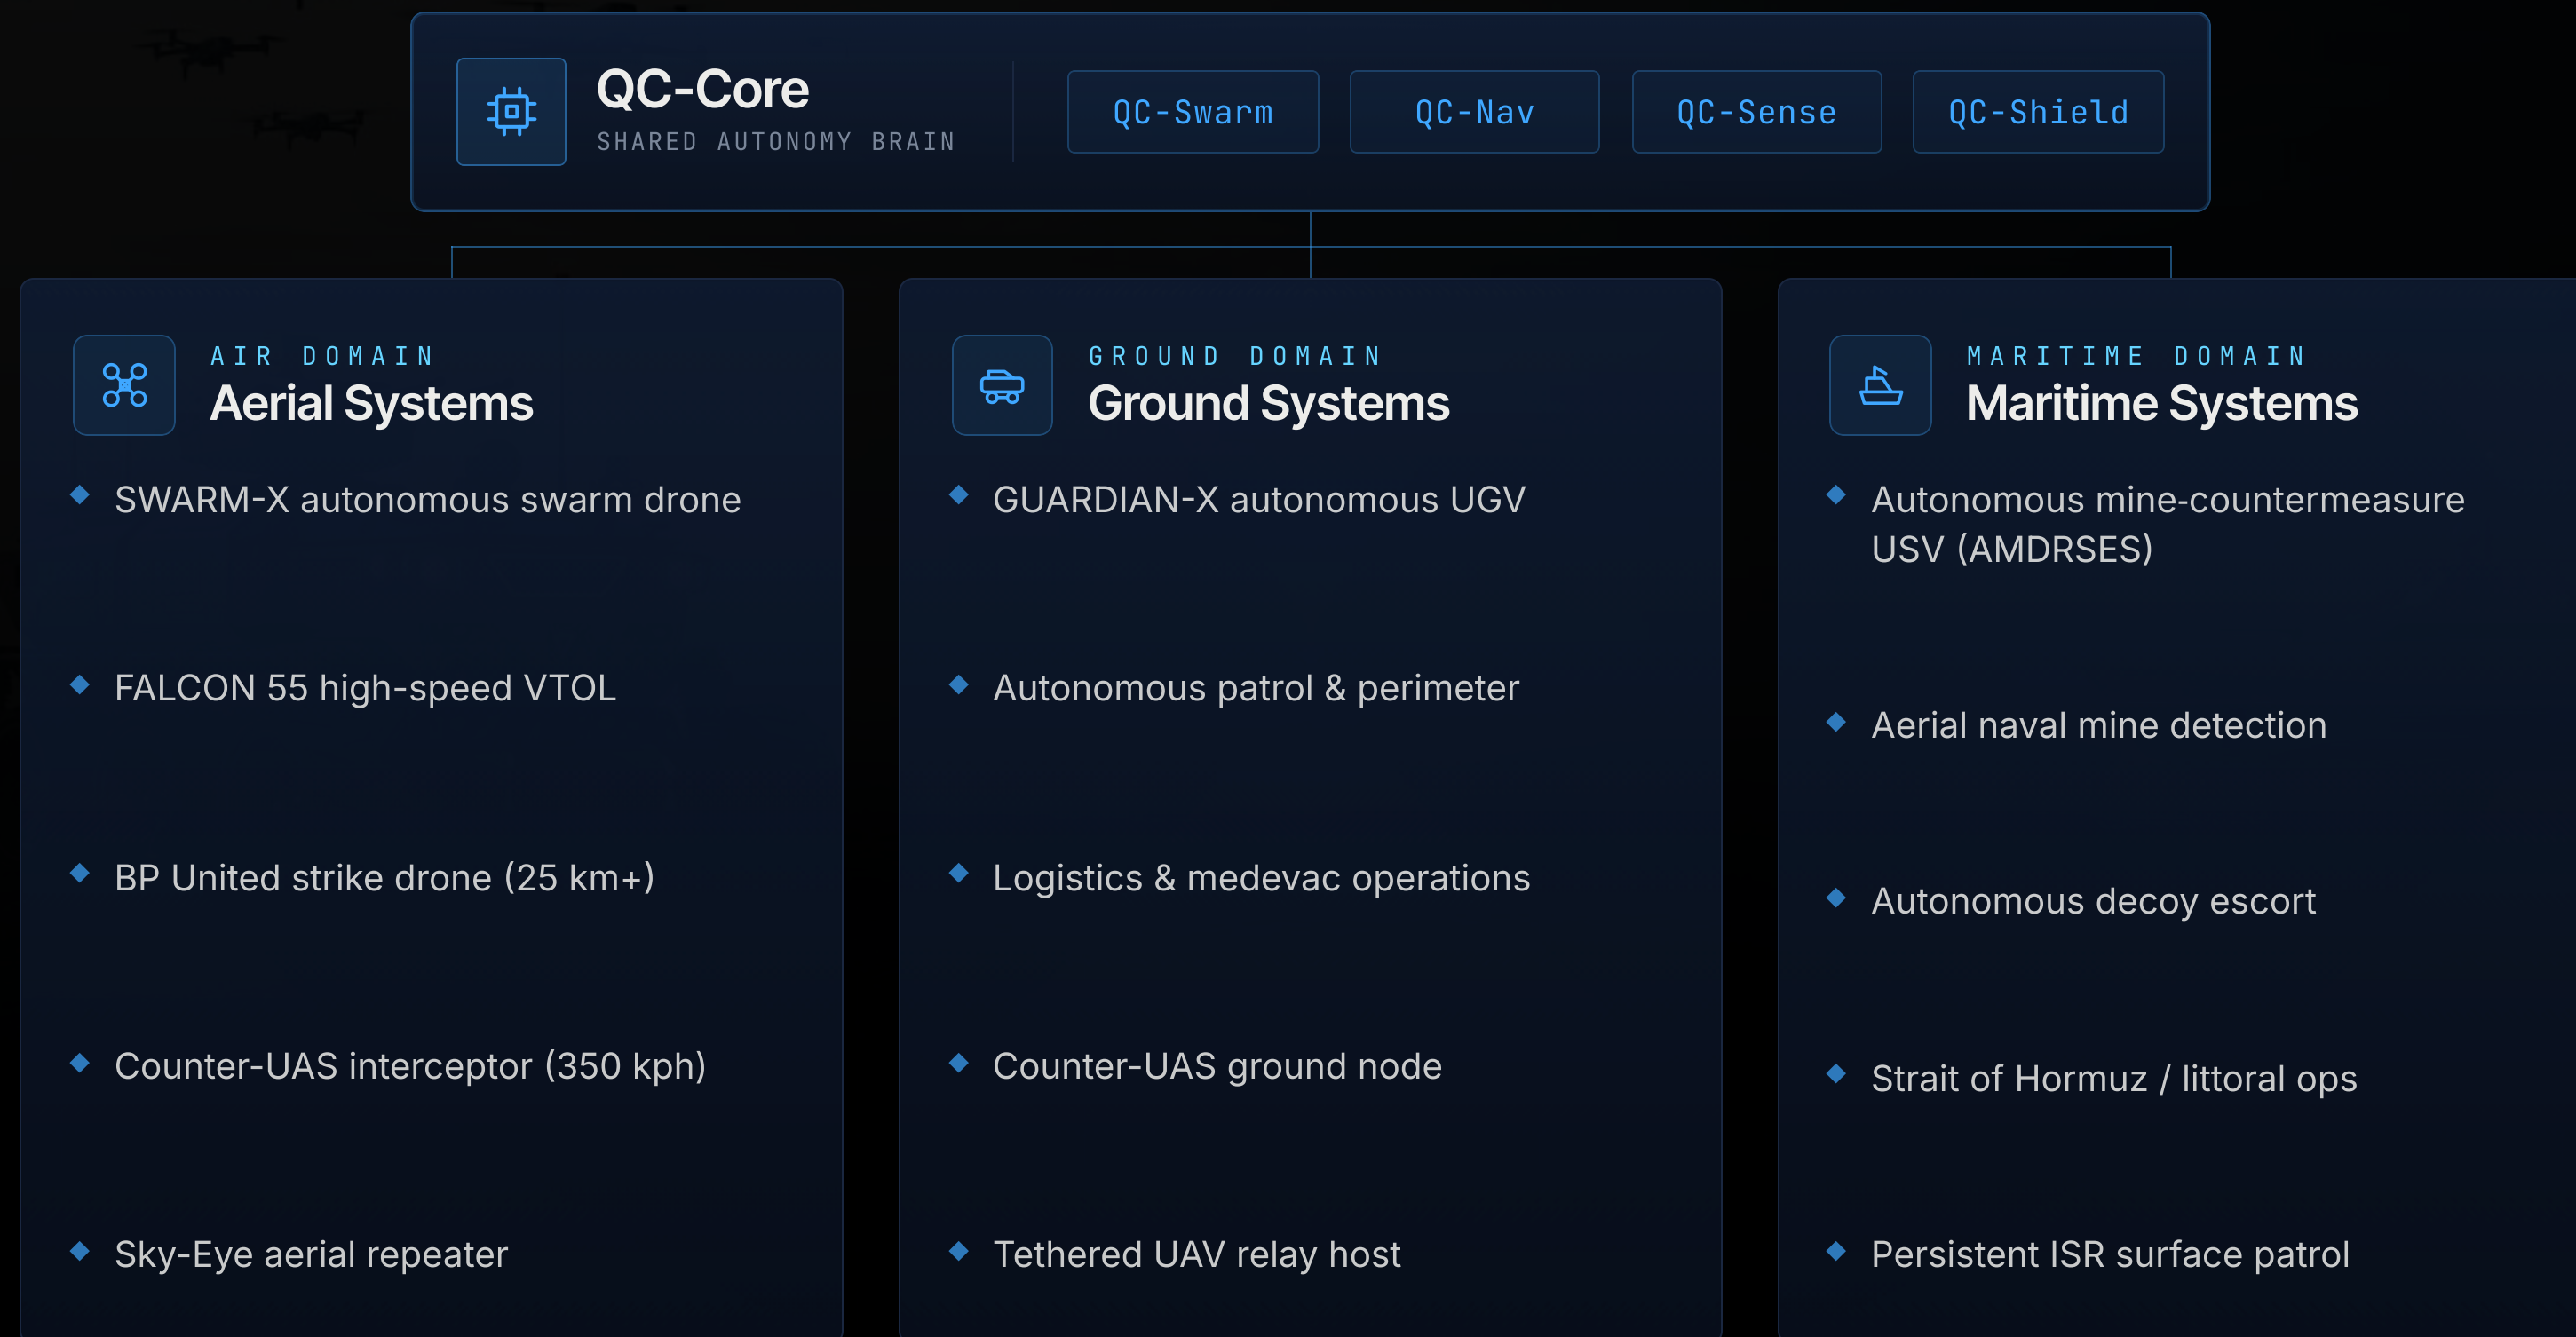 QC-Core
SHARED AUTONOMY BRAIN
QC-Swarm
QC-Nav
QC-Sense
QC-Shield
AIR DOMAIN
Aerial Systems
SWARM-X autonomous swarm drone
FALCON 55 high-speed VTOL
BP United strike drone (25 km+)
Counter-UAS interceptor (350 kph)
Sky-Eye aerial repeater
GROUND DOMAIN
Ground Systems
GUARDIAN-X autonomous UGV
Autonomous patrol & perimeter
Logistics & medevac operations
Counter-UAS ground node
Tethered UAV relay host
MARITIME DOMAIN
Maritime Systems
Autonomous mine-countermeasure
USV (AMDRSES)
Aerial naval mine detection
Autonomous decoy escort
Strait of Hormuz / littoral ops
Persistent ISR surface patrol